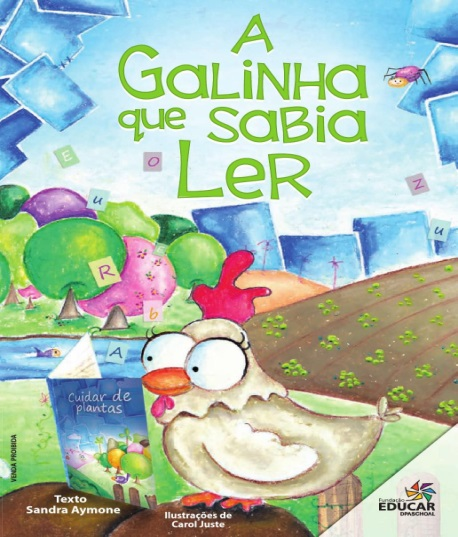 A
GALINHA
que SABIA
LER
E
O
U
U
Z
R
b
A
Cuidar de
plantas
VENDA PROIBIDA
Texto
Sandra Aymone
Ilustrações de
Carol Juste
Fundação
EDUCAR
DPASCHOAL